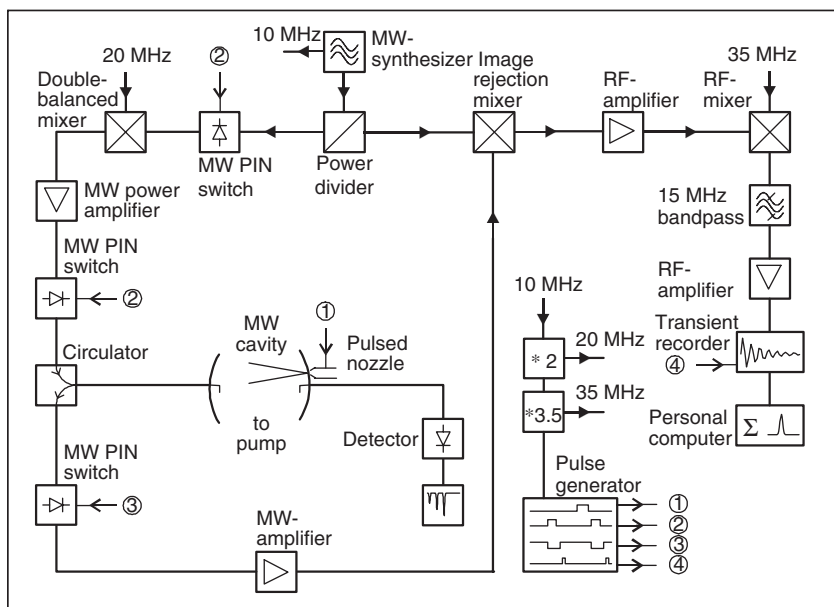 20 MHz
②
10 MHz
MW-
synthesizer
Image
rejection
mixer
RF-
amplifier
35 MHz
RF-
mixer
Double-
balanced
mixer
MW PIN
switch
Power
divider
MW power
amplifier
15 MHz
bandpass
MW PIN
switch
②
RF-
amplifier
10 MHz
①
MW
cavity
Pulsed
nozzle
Circulator
* 2
20 MHz
Transient
recorder
④
35 MHz
*3.5
to
pump
Detector
Personal
computer
Σ
MW PIN
switch
③
Pulse
generator
①
②
③
④
MW-
amplifier